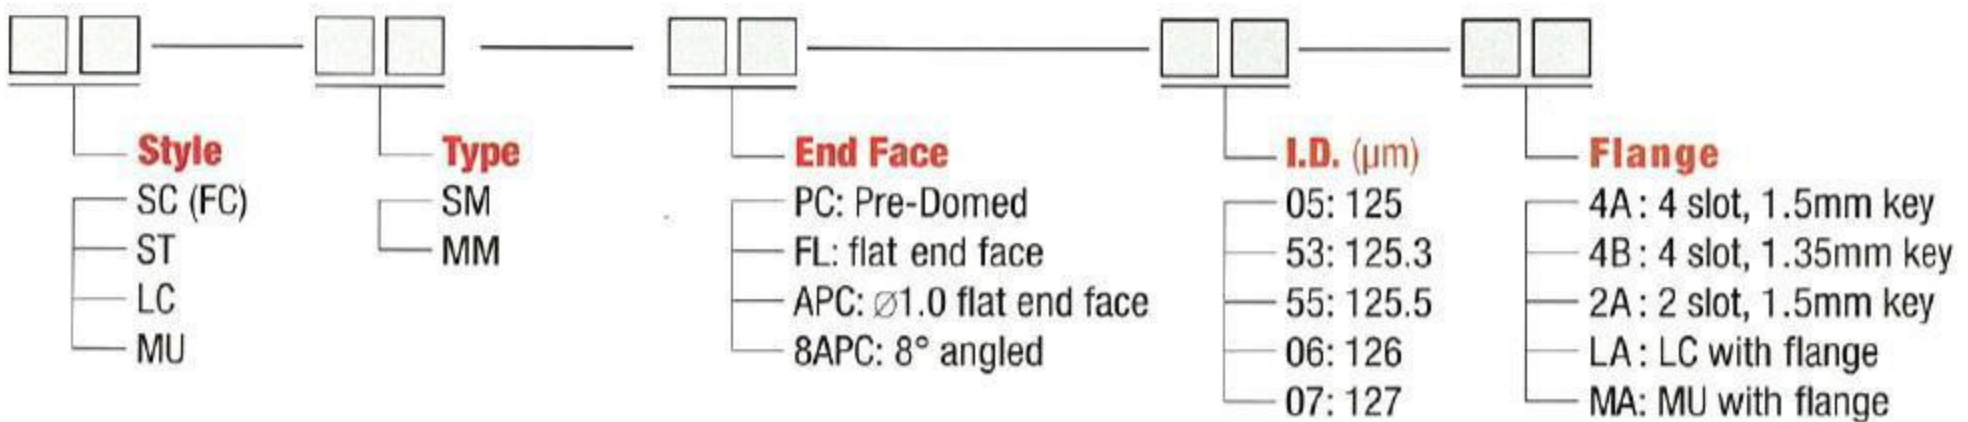 Style
SC (FC)
ST
LC
MU
Type
SM
MM
End Face
PC: Pre-Domed
FL: flat end face
APC: ∅1.0 flat end face
8APC: 8° angled
I.D. (µm)
05: 125
53: 125.3
55: 125.5
06: 126
07: 127
Flange
4A: 4 slot, 1.5mm key
4B: 4 slot, 1.35mm key
2A: 2 slot, 1.5mm key
LA: LC with flange
MA: MU with flange